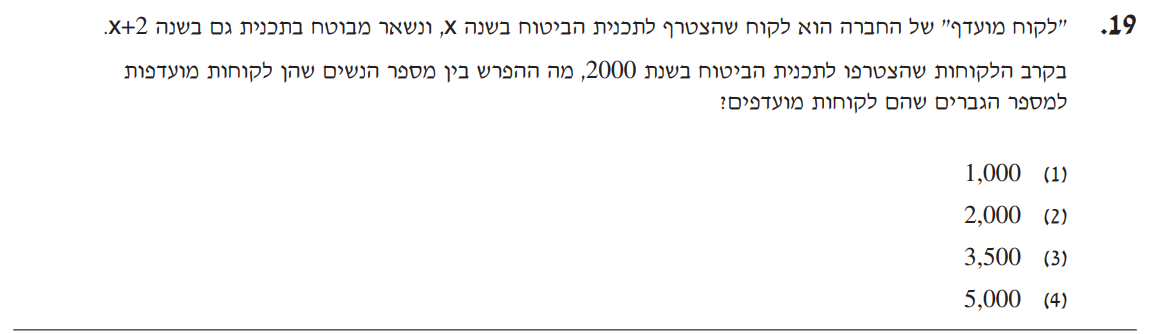 19. "לקוח מועדף" של החברה הוא לקוח שהצטרף לתכנית הביטוח בשנה x, ונשאר מבוטח בתכנית גם בשנה x+2.
בקרב הלקוחות שהצטרפו לתכנית הביטוח בשנת 2000, מה ההפרש בין מספר הנשים שהן לקוחות מועדפות
למספר הגברים שהם לקוחות מועדפים?
(1) 1,000
(2) 2,000
(3) 3,500
(4) 5,000